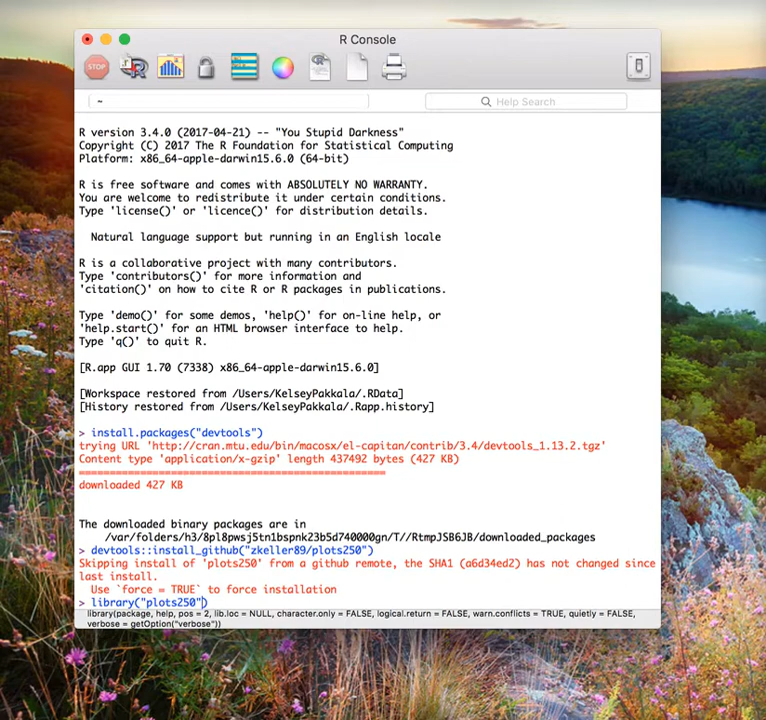 R Console
STOP
~
Help Search
R version 3.4.0 (2017-04-21) -- "You Stupid Darkness"
Copyright (C) 2017 The R Foundation for Statistical Computing
Platform: x86_64-apple-darwin15.6.0 (64-bit)
R is free software and comes with ABSOLUTELY NO WARRANTY.
You are welcome to redistribute it under certain conditions.
Type 'license()' or 'licence()' for distribution details.
Natural language support but running in an English locale
R is a collaborative project with many contributors.
Type 'contributors()' for more information and
'citation()' on how to cite R or R packages in publications.
Type 'demo()' for some demos, 'help()' for on-line help, or
'help.start()' for an HTML browser interface to help.
Type 'q()' to quit R.
[R.app GUI 1.70 (7338) x86_64-apple-darwin15.6.0]
[Workspace restored from /Users/KelseyPakkala/.RData]
[History restored from /Users/KelseyPakkala/.Rapp.history]
> install.packages("devtools")
trying URL 'http://cran.mtu.edu/bin/macosx/el-capitan/contrib/3.4/devtools_1.13.2.tgz'
Content type 'application/x-gzip' length 437492 bytes (427 KB)
==================================================
downloaded 427 KB
The downloaded binary packages are in
/var/folders/h3/8pl8pwsj5tn1bspnk23b5d740000gn/T//RtmpJSB6JB/downloaded_packages
> devtools::install_github("zkeller89/plots250")
Skipping install of 'plots250' from a github remote, the SHA1 (a6d34ed2) has not changed since
last install.
Use `force = TRUE` to force installation
> library("plots250")
library(package, help, pos = 2, lib.loc = NULL, character.only = FALSE, logical.return = FALSE, warn.conflicts = TRUE, quietly = FALSE,
verbose = getOption("verbose"))